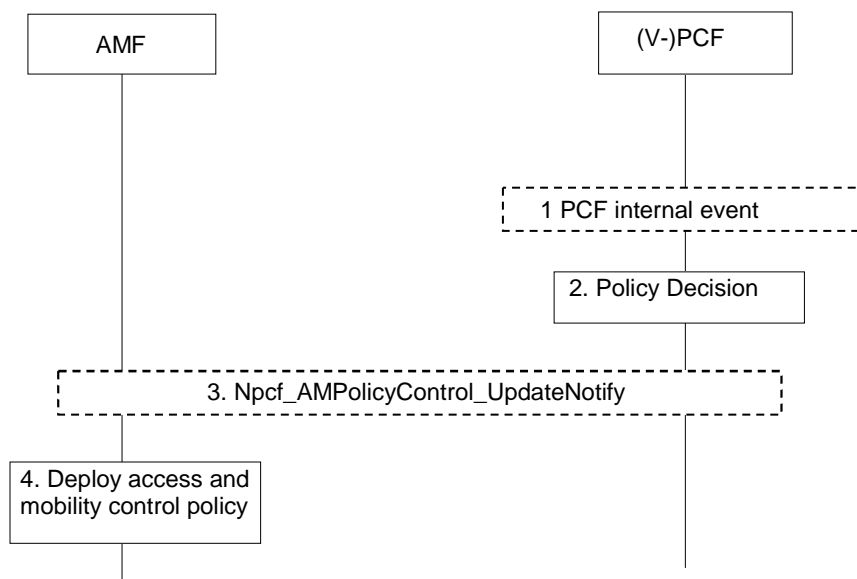 AMF
(V-)PCF
1 PCF internal event
2. Policy Decision
3. Npcf_AMPolicyControl_UpdateNotify
4. Deploy access and
mobility control policy